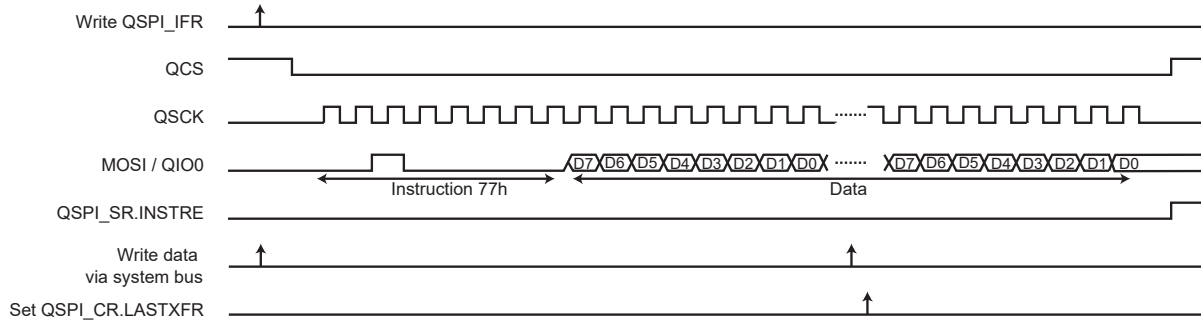 Write QSPI_IFR
QCS
QSCK
MOSI / QIO0
D7 D6 D5 D4 D3 D2 D1 D0 D7 D6 D5 D4 D3 D2 D1 D0
Instruction 77h Data
QSPI_SR.INSTRE
Write data
via system bus
Set QSPI_CR.LASTXFR